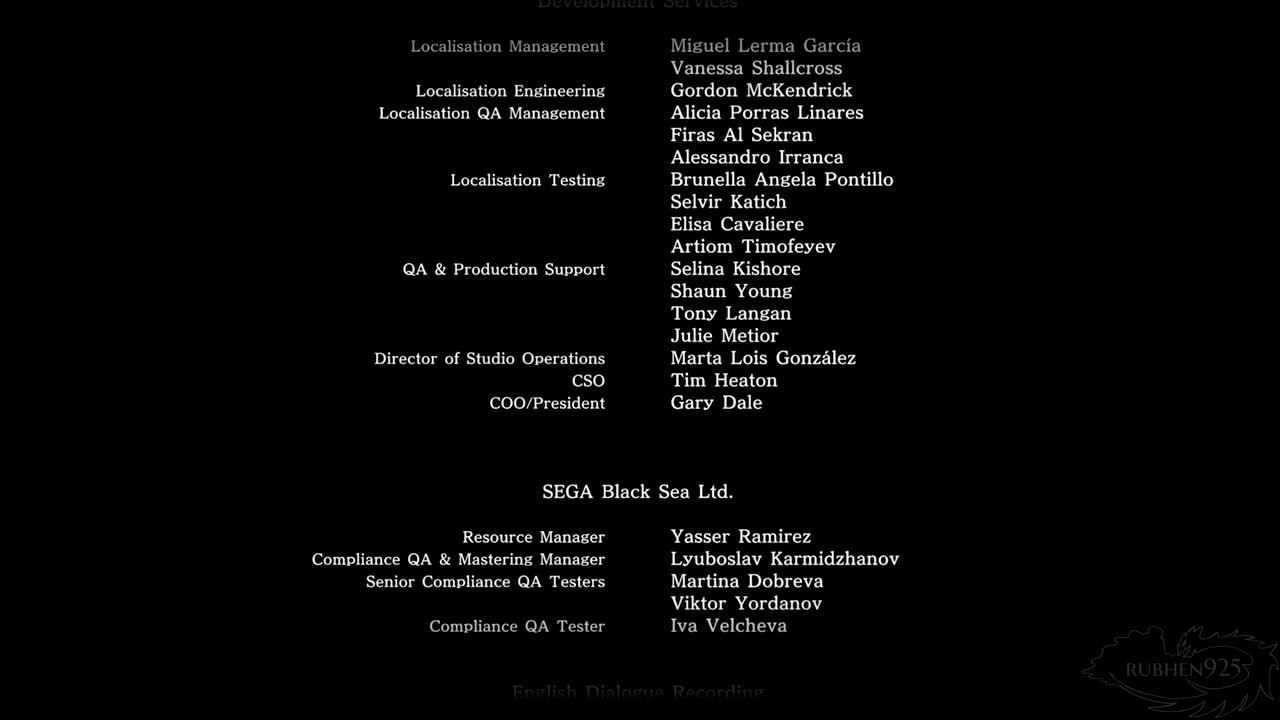 Development Services
Localisation Management Miguel Lerma García
Vanessa Shallcross
Localisation Engineering Gordon McKendrick
Localisation QA Management Alicia Porras Linares
Firas Al Sekran
Alessandro Irranca
Localisation Testing Brunella Angela Pontillo
Selvir Katich
Elisa Cavaliere
Artiom Timofeyev
QA & Production Support Selina Kishore
Shaun Young
Tony Langan
Julie Metior
Director of Studio Operations Marta Lois González
CSO Tim Heaton
COO/President Gary Dale
SEGA Black Sea Ltd.
Resource Manager Yasser Ramirez
Compliance QA & Mastering Manager Lyuboslav Karmidzhanov
Senior Compliance QA Testers Martina Dobreva
Viktor Yordanov
Compliance QA Tester Iva Velcheva
English Dialogue Recording
RUBHEN925